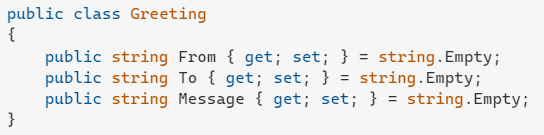 public class Greeting
{
    public string From { get; set; } = string.Empty;
    public string To { get; set; } = string.Empty;
    public string Message { get; set; } = string.Empty;
}